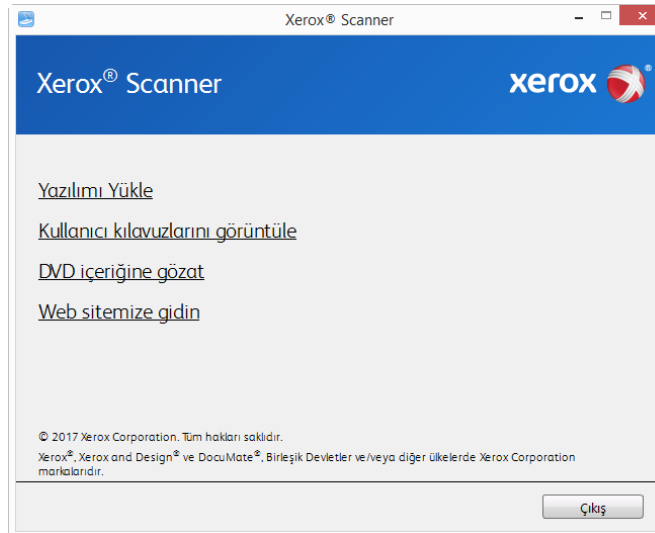 Xerox® Scanner
Xerox® Scanner
xerox ®
Yazılımı Yükle
Kullanıcı kılavuzlarını görüntüle
DVD içeriğine gözat
Web sitemize gidin
© 2017 Xerox Corporation. Tüm hakları saklıdır.
Xerox®, Xerox and Design® ve DocuMate®, Birleşik Devletler ve/veya diğer ülkelerde Xerox Corporation
markalarıdır.
Çıkış